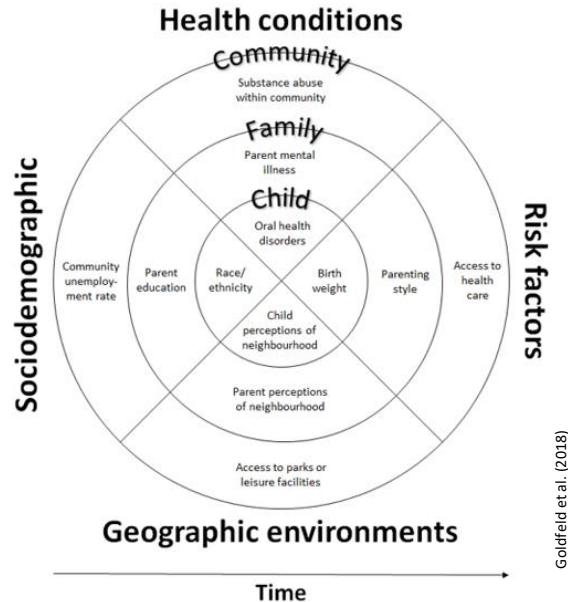 Health conditions
Community
Substance abuse
within community
Family
Parent mental
illness
Child
Oral health
disorders
Sociodemographic
Community
unemploy-
ment rate
Parent
education
Race/
ethnicity
Birth
weight
Parenting
style
Access to
health
care
Risk factors
Child
perceptions of
neighbourhood
Parent perceptions
of neighbourhood
Access to parks or
leisure facilities
Geographic environments
Time
Goldfeld et al. (2018)